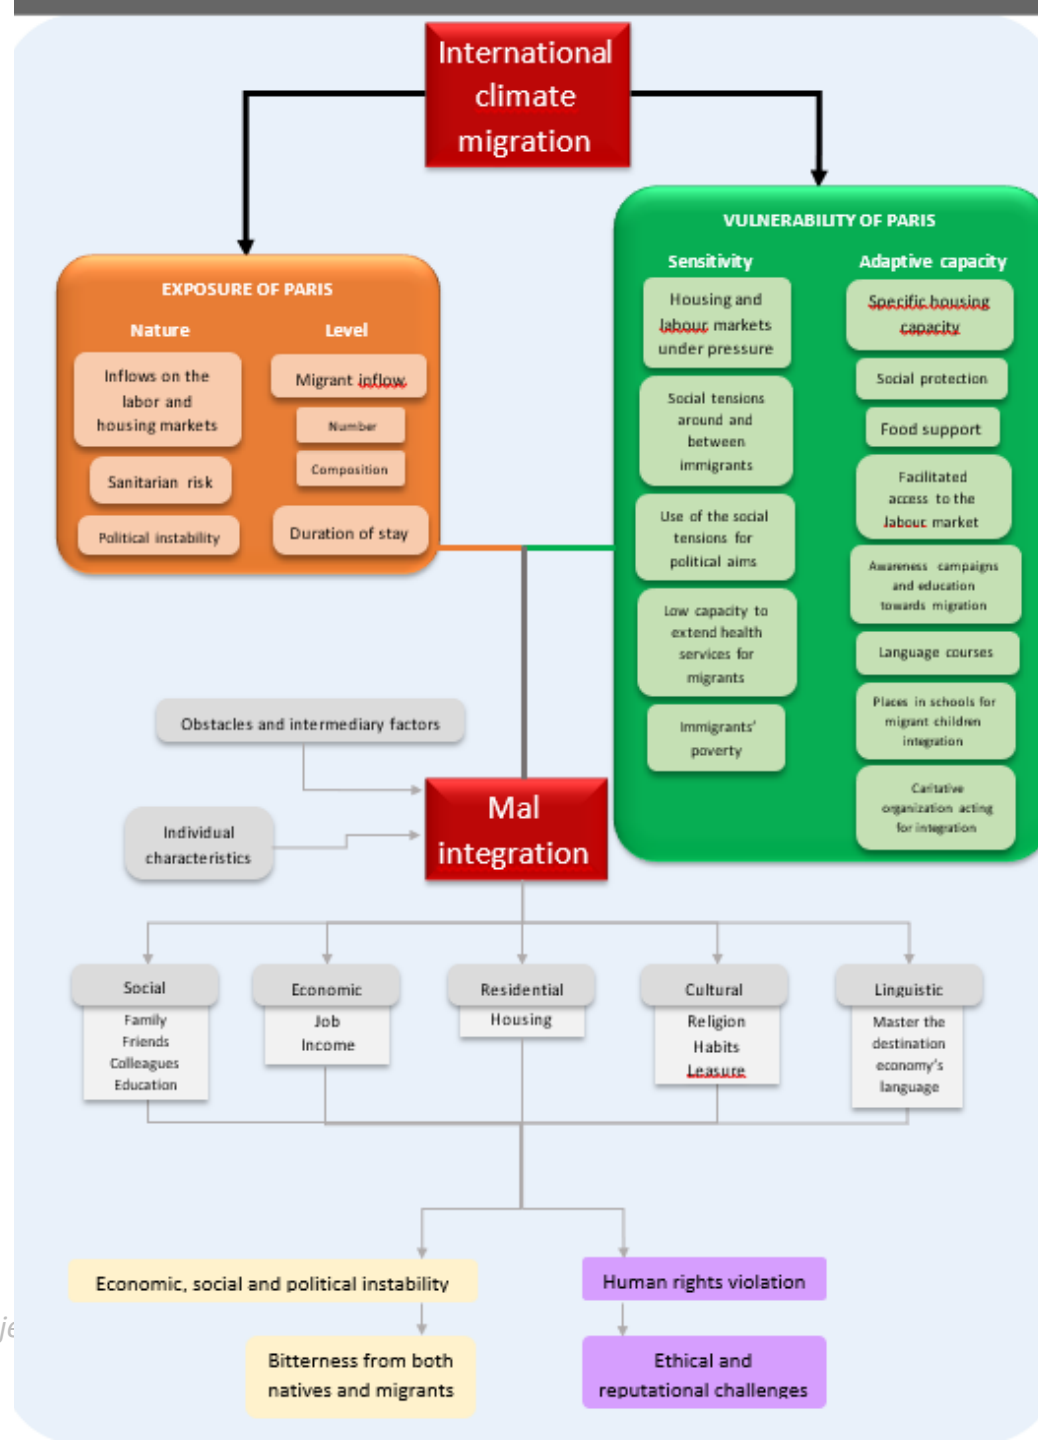 International
climate
migration
EXPOSURE OF PARIS
Nature
Inflows on the
labor and
housing markets
Sanitarian risk
Political instability
Level
Migrant inflow
Number
Composition
Duration of stay
VULNERABILITY OF PARIS
Sensitivity
Housing and
labour markets
under pressure
Social tensions
around and
between
immigrants
Use of the social
tensions for
political aims
Low capacity to
extend health
services for
migrants
Immigrants'
poverty
Adaptive capacity
Specific housing
capacity
Social protection
Food support
Facilitated
access to the
labour market
Awareness campaigns
and education
towards migration
Language courses
Places in schools for
migrant children
integration
Caritative
organization acting
for integration
Obstacles and intermediary factors
Individual
characteristics
Mal
integration
Social
Family
Friends
Colleagues
Education
Economic
Job
Income
Residential
Housing
Cultural
Religion
Habits
Leasure
Linguistic
Master the
destination
economy's
language
Economic, social and political instability
Human rights violation
Bitterness from both
natives and migrants
Ethical and
reputational challenges